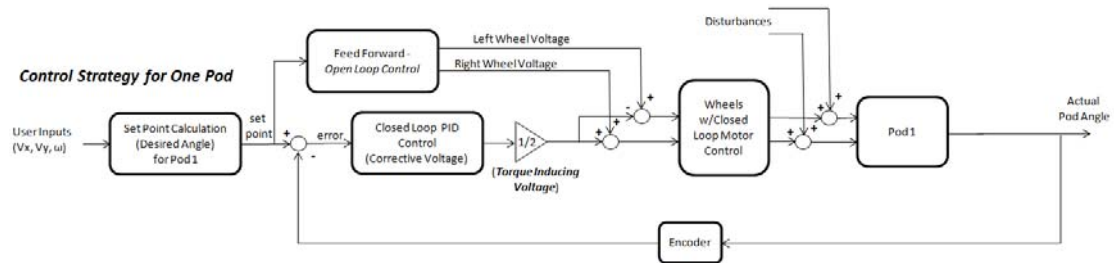 Disturbances
Left Wheel Voltage
Feed Forward -
Open Loop Control
Right Wheel Voltage
Control Strategy for One Pod
User Inputs
(Vx, Vy, ω)
Set Point Calculation
(Desired Angle)
for Pod 1
set
point
+
-
error
Closed Loop PID
Control
(Corrective Voltage)
1/2
(Torque Inducing
Voltage)
-
+
+
+
Wheels
w/Closed
Loop Motor
Control
+
+
+
+
Pod 1
Actual
Pod Angle
Encoder